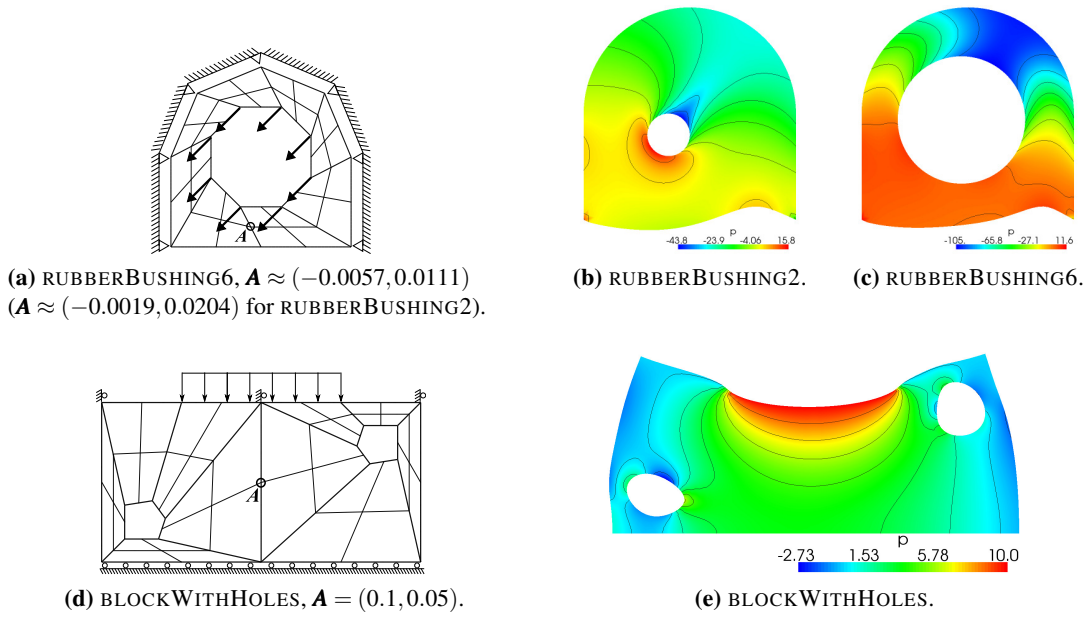 A
(a) RUBBERBUSHING6, A ≈ (−0.0057, 0.0111)
(A ≈ (−0.0019, 0.0204) for RUBBERBUSHING2).
p
-43.8 -23.9 -4.06 15.8
(b) RUBBERBUSHING2.
p
-105. -65.8 -27.1 11.6
(c) RUBBERBUSHING6.
A
(d) BLOCKWITHHOLES, A = (0.1, 0.05).
p
-2.73 1.53 5.78 10.0
(e) BLOCKWITHHOLES.